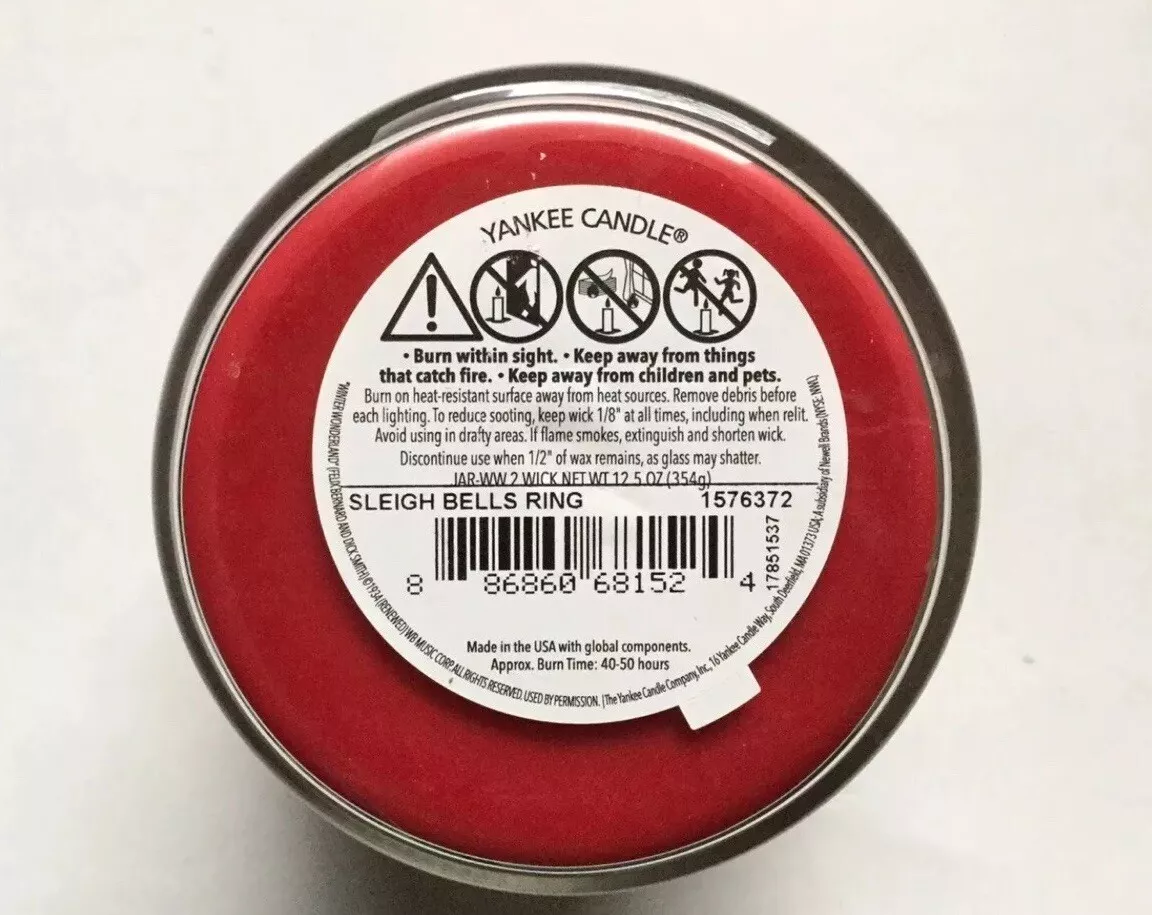 YANKEE CANDLE®
• Burn within sight. • Keep away from things
that catch fire. • Keep away from children and pets.
Burn on heat-resistant surface away from heat sources. Remove debris before
each lighting. To reduce sooting, keep wick 1/8" at all times, including when relit.
Avoid using in drafty areas. If flame smokes, extinguish and shorten wick.
Discontinue use when 1/2" of wax remains, as glass may shatter.
JAR-WW 2 WICK NET WT 12.5 OZ (354g)
SLEIGH BELLS RING 1576372
8 86860 68152 4
17851537
Made in the USA with global components.
Approx. Burn Time: 40-50 hours
"WINTER WONDERLAND" (FELIX BERNARD AND DICK SMITH) ©1934 (RENEWED) WB MUSIC CORP. ALL RIGHTS RESERVED. USED BY PERMISSION. | The Yankee Candle Company, Inc., 16 Yankee Candle Way, South Deerfield, MA 01373 USA; A subsidiary of Newell Brands (NYSE: NWL)